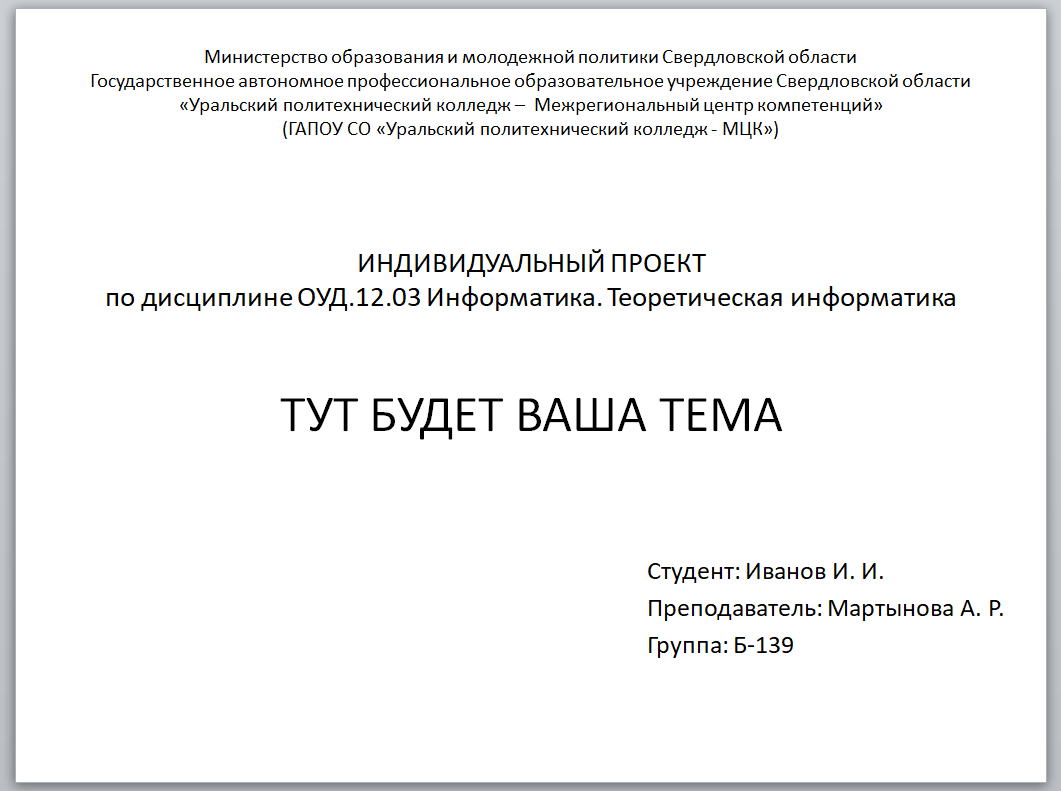 Министерство образования и молодежной политики Свердловской области
Государственное автономное профессиональное образовательное учреждение Свердловской области
«Уральский политехнический колледж – Межрегиональный центр компетенций»
(ГАПОУ СО «Уральский политехнический колледж - МЦК»)
ИНДИВИДУАЛЬНЫЙ ПРОЕКТ
по дисциплине ОУД.12.03 Информатика. Теоретическая информатика
ТУТ БУДЕТ ВАША ТЕМА
Студент: Иванов И. И.
Преподаватель: Мартынова А. Р.
Группа: Б-139